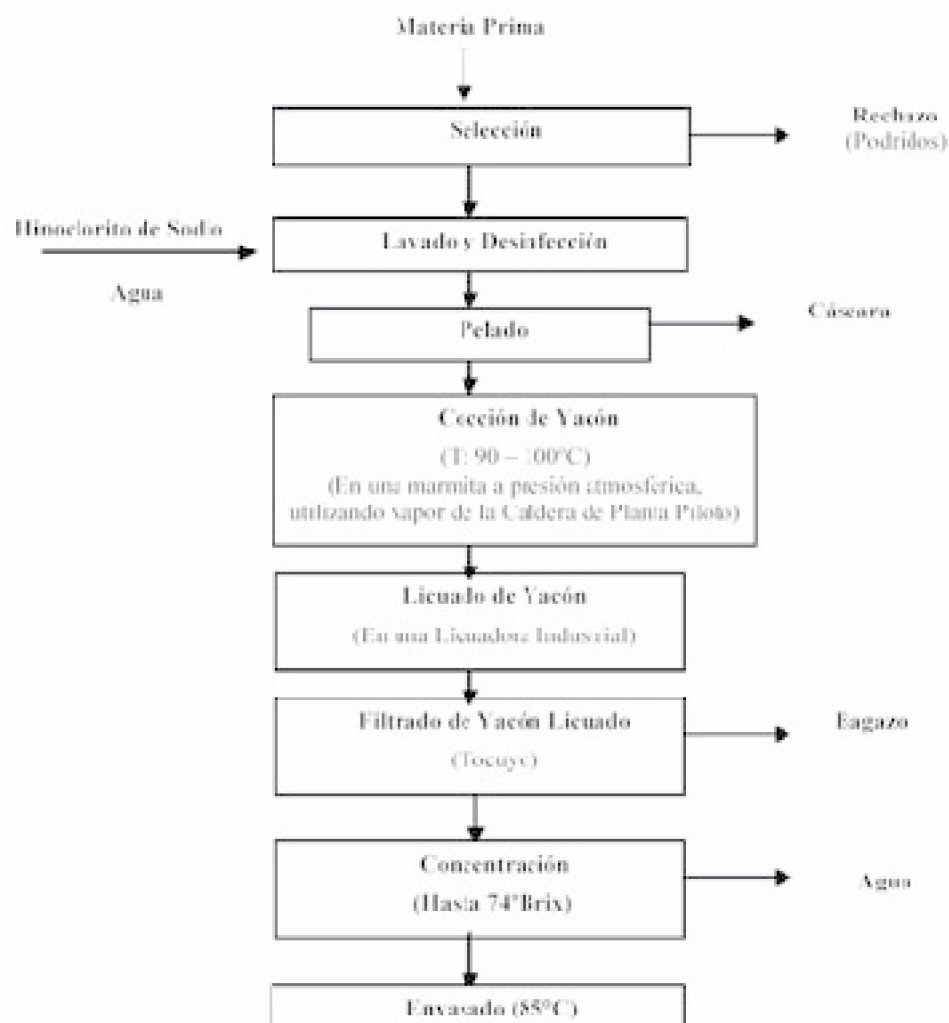 Materia Prima
Selección
Rechazo
(Podridos)
Hipoclorito de Sodio
Agua
Lavado y Desinfección
Pelado
Cáscara
Cocción de Yacón
(T: 90 – 100°C)
(En una marmita a presión atmosférica,
utilizando vapor de la Caldera de Planta Piloto)
Licuado de Yacón
(En una Licuadora Industrial)
Filtrado de Yacón Licuado
(Tocuyo)
Bagazo
Concentración
(Hasta 74°Brix)
Agua
Envasado (85°C)